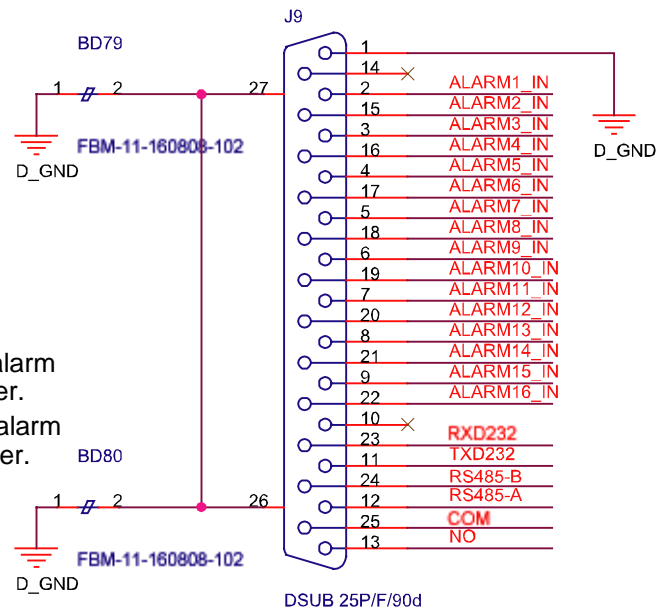 J9
BD79
1 2 27
FBM-11-160808-102
D_GND
1
14
2 ALARM1_IN
15 ALARM2_IN
3 ALARM3_IN
16 ALARM4_IN
4 ALARM5_IN
17 ALARM6_IN
5 ALARM7_IN
18 ALARM8_IN
6 ALARM9_IN
19 ALARM10_IN
7 ALARM11_IN
20 ALARM12_IN
8 ALARM13_IN
21 ALARM14_IN
9 ALARM15_IN
22 ALARM16_IN
10
23 RXD232
11 TXD232
24 RS485-B
12 RS485-A
25 COM
13 NO
D_GND
alarm
er.
alarm
er.
BD80
1 2 26
FBM-11-160808-102
D_GND
DSUB 25P/F/90d